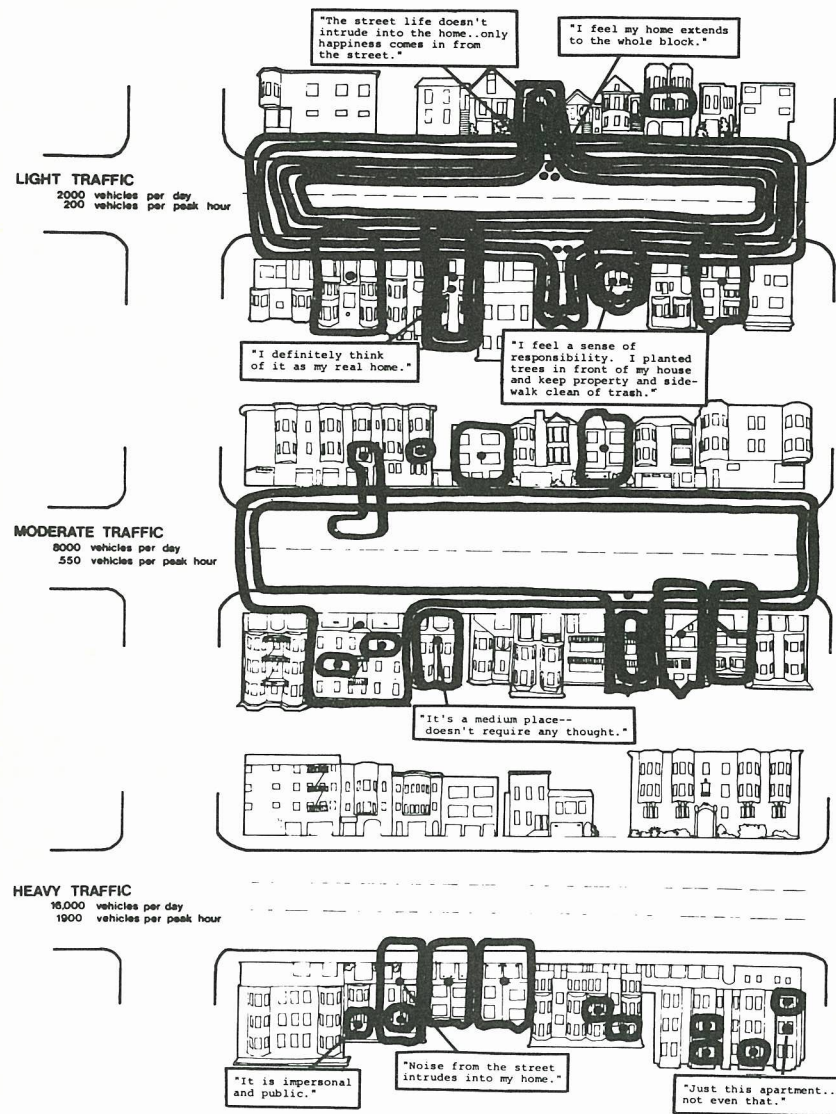 "The street life doesn't
intrude into the home..only
happiness comes in from
the street."
"I feel my home extends
to the whole block."
LIGHT TRAFFIC
2000 vehicles per day
200 vehicles per peak hour
"I definitely think
of it as my real home."
"I feel a sense of
responsibility. I planted
trees in front of my house
and keep property and side-
walk clean of trash."
MODERATE TRAFFIC
8000 vehicles per day
550 vehicles per peak hour
"It's a medium place--
doesn't require any thought."
HEAVY TRAFFIC
16,000 vehicles per day
1900 vehicles per peak hour
"It is impersonal
and public."
"Noise from the street
intrudes into my home."
"Just this apartment..
not even that."